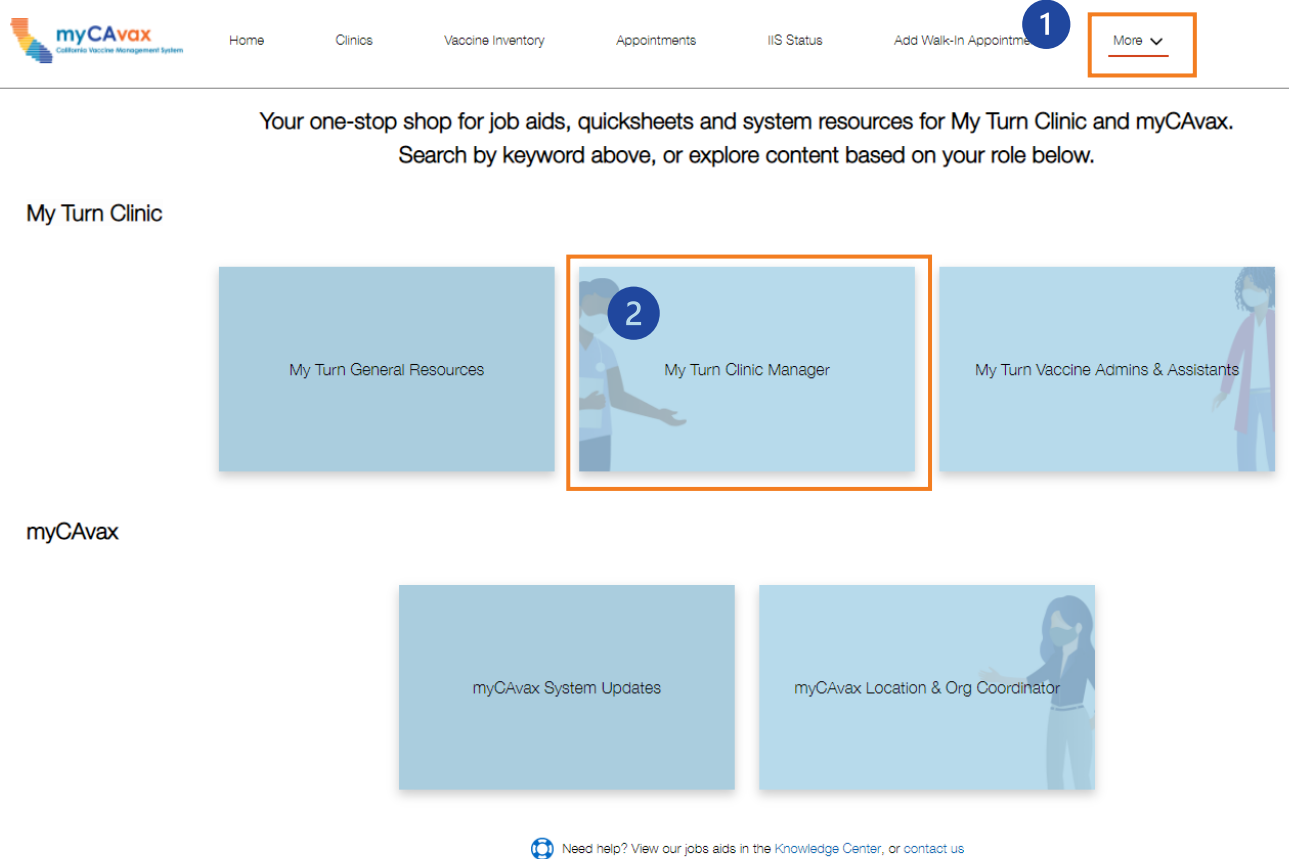 myCAvax
California Vaccine Management System
Home Clinics Vaccine Inventory Appointments IIS Status Add Walk-In Appointme 1 More
Your one-stop shop for job aids, quicksheets and system resources for My Turn Clinic and myCAvax.
Search by keyword above, or explore content based on your role below.
My Turn Clinic
2
My Turn General Resources My Turn Clinic Manager My Turn Vaccine Admins & Assistants
myCAvax
myCAvax System Updates myCAvax Location & Org Coordinator
Need help? View our jobs aids in the Knowledge Center, or contact us